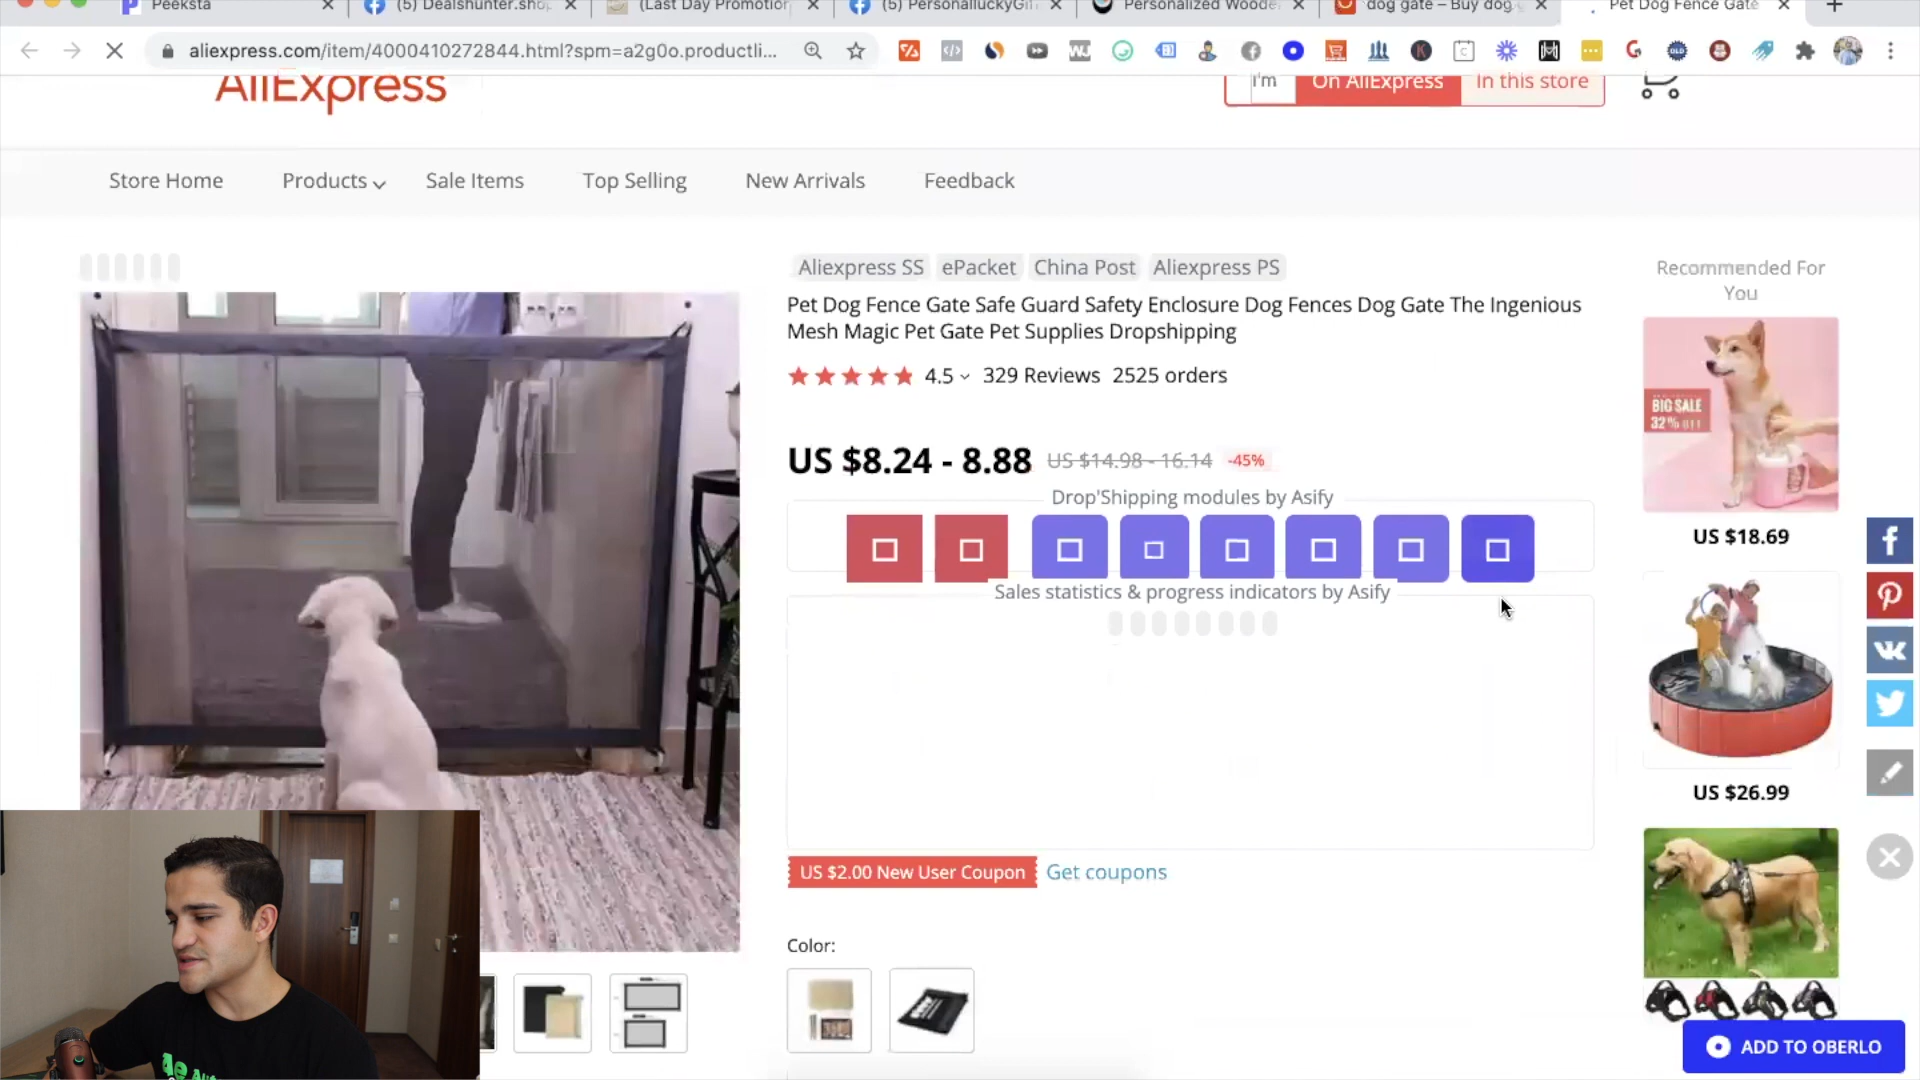 Peeksta
(5) Dealshunter.sho
(Last Day Promotior
(5) PersonalluckyGif
Personalized Woode
dog gate – Buy dog
Pet Dog Fence Gate
aliexpress.com/item/4000410272844.html?spm=a2g0o.productli...
AliExpress
I'm
On AliExpress
In this store
Store Home
Products
Sale Items
Top Selling
New Arrivals
Feedback
Aliexpress SS
ePacket
China Post
Aliexpress PS
Pet Dog Fence Gate Safe Guard Safety Enclosure Dog Fences Dog Gate The Ingenious
Mesh Magic Pet Gate Pet Supplies Dropshipping
4.5
329 Reviews
2525 orders
US $8.24 - 8.88
US $14.98 - 16.14
-45%
Drop'Shipping modules by Asify
Sales statistics & progress indicators by Asify
US $2.00 New User Coupon
Get coupons
Color:
Recommended For
You
BIG SALE
32% OFF
US $18.69
US $26.99
ADD TO OBERLO